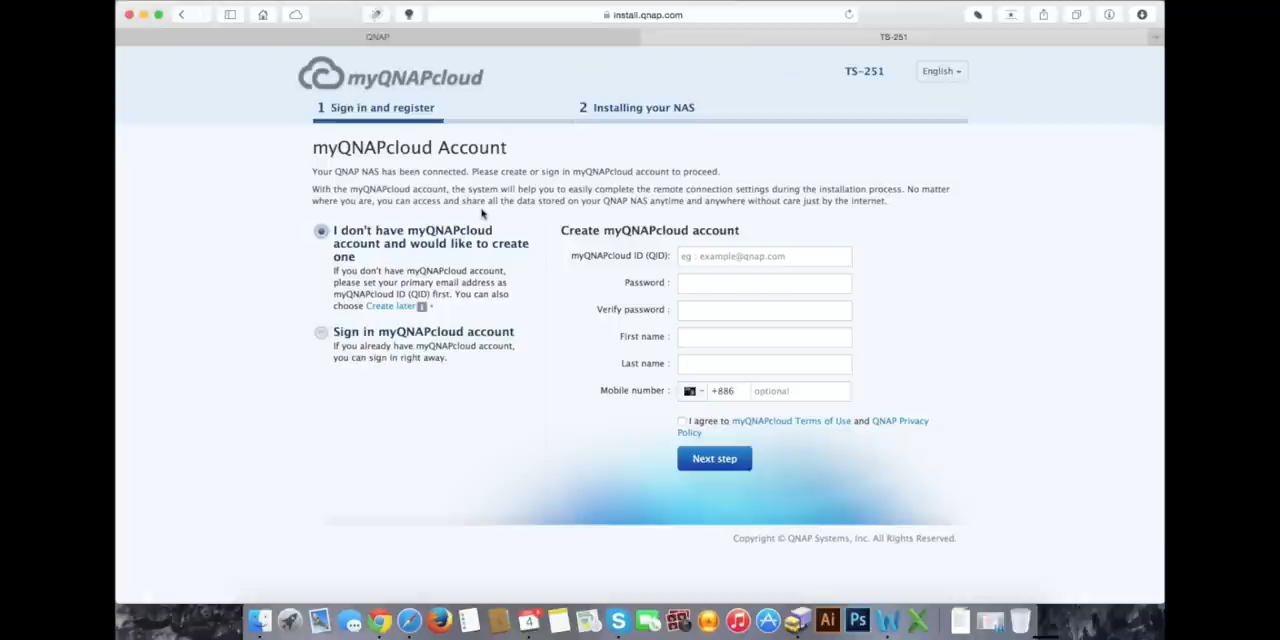 install.qnap.com
QNAP
TS-251
myQNAPcloud
TS-251
English
1 Sign in and register
2 Installing your NAS
myQNAPcloud Account
Your QNAP NAS has been connected. Please create or sign in myQNAPcloud account to proceed.
With the myQNAPcloud account, the system will help you to easily complete the remote connection settings during the installation process. No matter
where you are, you can access and share all the data stored on your QNAP NAS anytime and anywhere without care just by the internet.
I don't have myQNAPcloud
account and would like to create
one
If you don't have myQNAPcloud account,
please set your primary email address as
myQNAPcloud ID (QID) first. You can also
choose Create later i .
Sign in myQNAPcloud account
If you already have myQNAPcloud account,
you can sign in right away.
Create myQNAPcloud account
myQNAPcloud ID (QID): eg : example@qnap.com
Password :
Verify password :
First name :
Last name :
Mobile number : +886 optional
I agree to myQNAPcloud Terms of Use and QNAP Privacy
Policy
Next step
Copyright © QNAP Systems, Inc. All Rights Reserved.
4
Ai
Ps